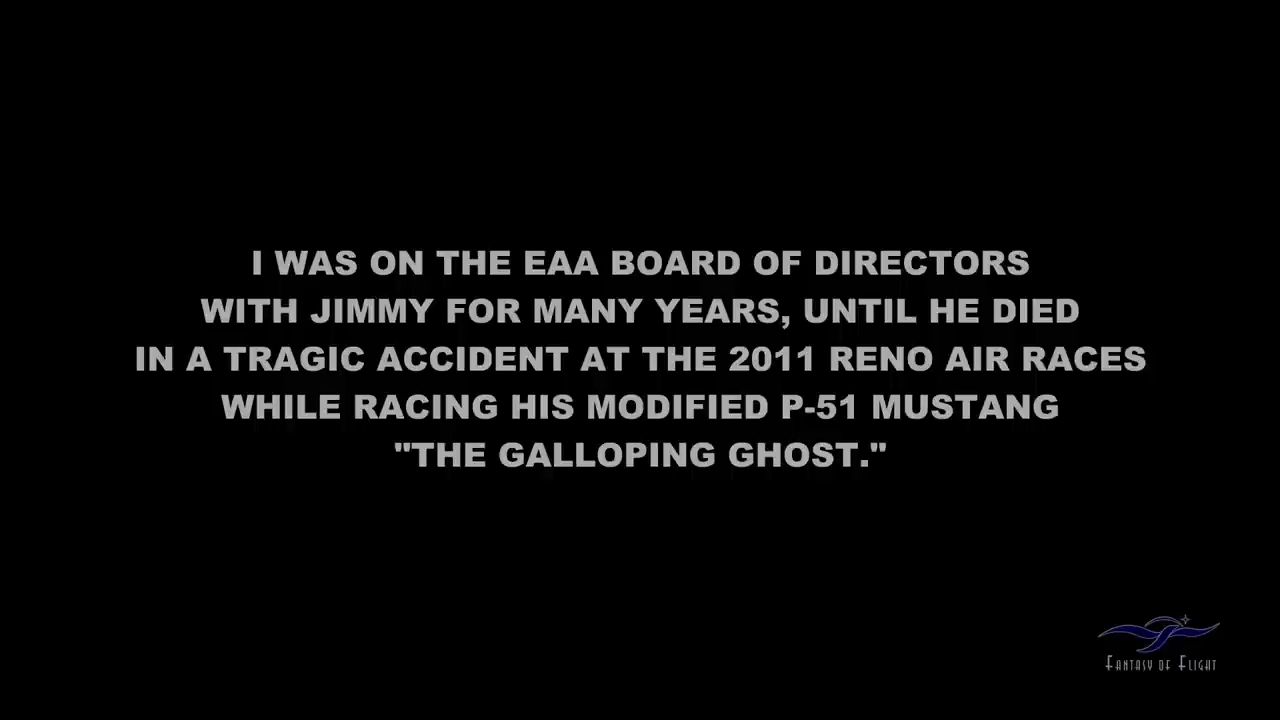 I WAS ON THE EAA BOARD OF DIRECTORS
WITH JIMMY FOR MANY YEARS, UNTIL HE DIED
IN A TRAGIC ACCIDENT AT THE 2011 RENO AIR RACES
WHILE RACING HIS MODIFIED P-51 MUSTANG
"THE GALLOPING GHOST."
FANTASY OF FLIGHT